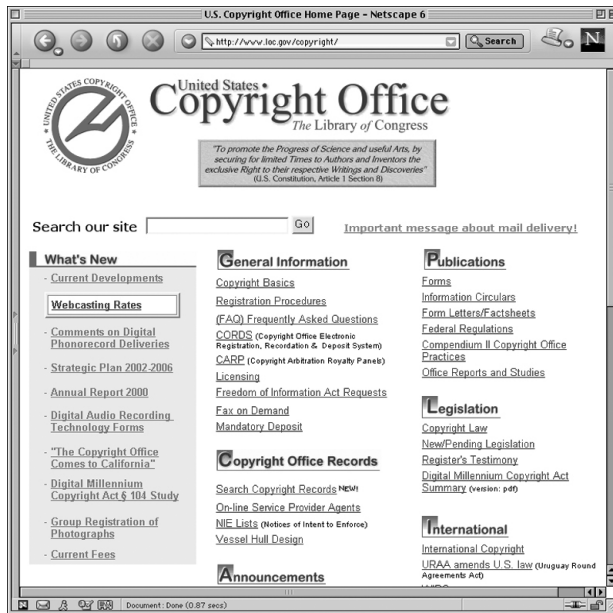 U.S. Copyright Office Home Page - Netscape 6
http://www.loc.gov/copyright/
Search
N
UNITED STATES COPYRIGHT OFFICE
THE LIBRARY OF CONGRESS
United States
Copyright Office
The Library of Congress
"To promote the Progress of Science and useful Arts, by
securing for limited Times to Authors and Inventors the
exclusive Right to their respective Writings and Discoveries"
(U.S. Constitution, Article 1 Section 8)
Search our site
Go
Important message about mail delivery!
What's New
- Current Developments
Webcasting Rates
- Comments on Digital
Phonorecord Deliveries
- Strategic Plan 2002-2006
- Annual Report 2000
- Digital Audio Recording
Technology Forms
- "The Copyright Office
Comes to California"
- Digital Millennium
Copyright Act § 104 Study
- Group Registration of
Photographs
- Current Fees
General Information
Copyright Basics
Registration Procedures
(FAQ) Frequently Asked Questions
CORDS (Copyright Office Electronic
Registration, Recordation & Deposit System)
CARP (Copyright Arbitration Royalty Panels)
Licensing
Freedom of Information Act Requests
Fax on Demand
Mandatory Deposit
Copyright Office Records
Search Copyright Records NEW!
On-line Service Provider Agents
NIE Lists (Notices of Intent to Enforce)
Vessel Hull Design
Announcements
Publications
Forms
Information Circulars
Form Letters/Factsheets
Federal Regulations
Compendium II Copyright Office
Practices
Office Reports and Studies
Legislation
Copyright Law
New/Pending Legislation
Register's Testimony
Digital Millennium Copyright Act
Summary (version: pdf)
International
International Copyright
URAA amends U.S. law (Uruguay Round
Agreements Act)
Document: Done (0.87 secs)